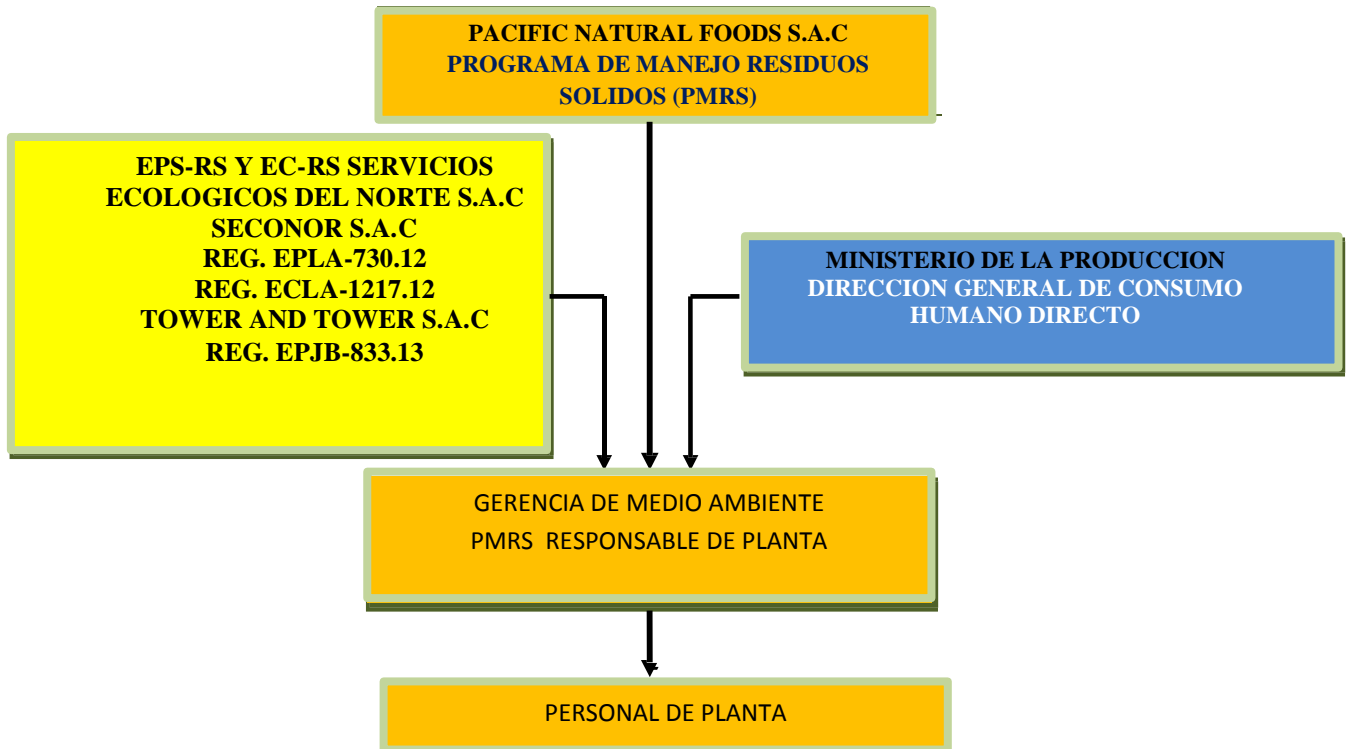 PACIFIC NATURAL FOODS S.A.C
PROGRAMA DE MANEJO RESIDUOS
SOLIDOS (PMRS)
EPS-RS Y EC-RS SERVICIOS
ECOLOGICOS DEL NORTE S.A.C
SECONOR S.A.C
REG. EPLA-730.12
REG. ECLA-1217.12
TOWER AND TOWER S.A.C
REG. EPJB-833.13
MINISTERIO DE LA PRODUCCION
DIRECCION GENERAL DE CONSUMO
HUMANO DIRECTO
GERENCIA DE MEDIO AMBIENTE
PMRS RESPONSABLE DE PLANTA
PERSONAL DE PLANTA